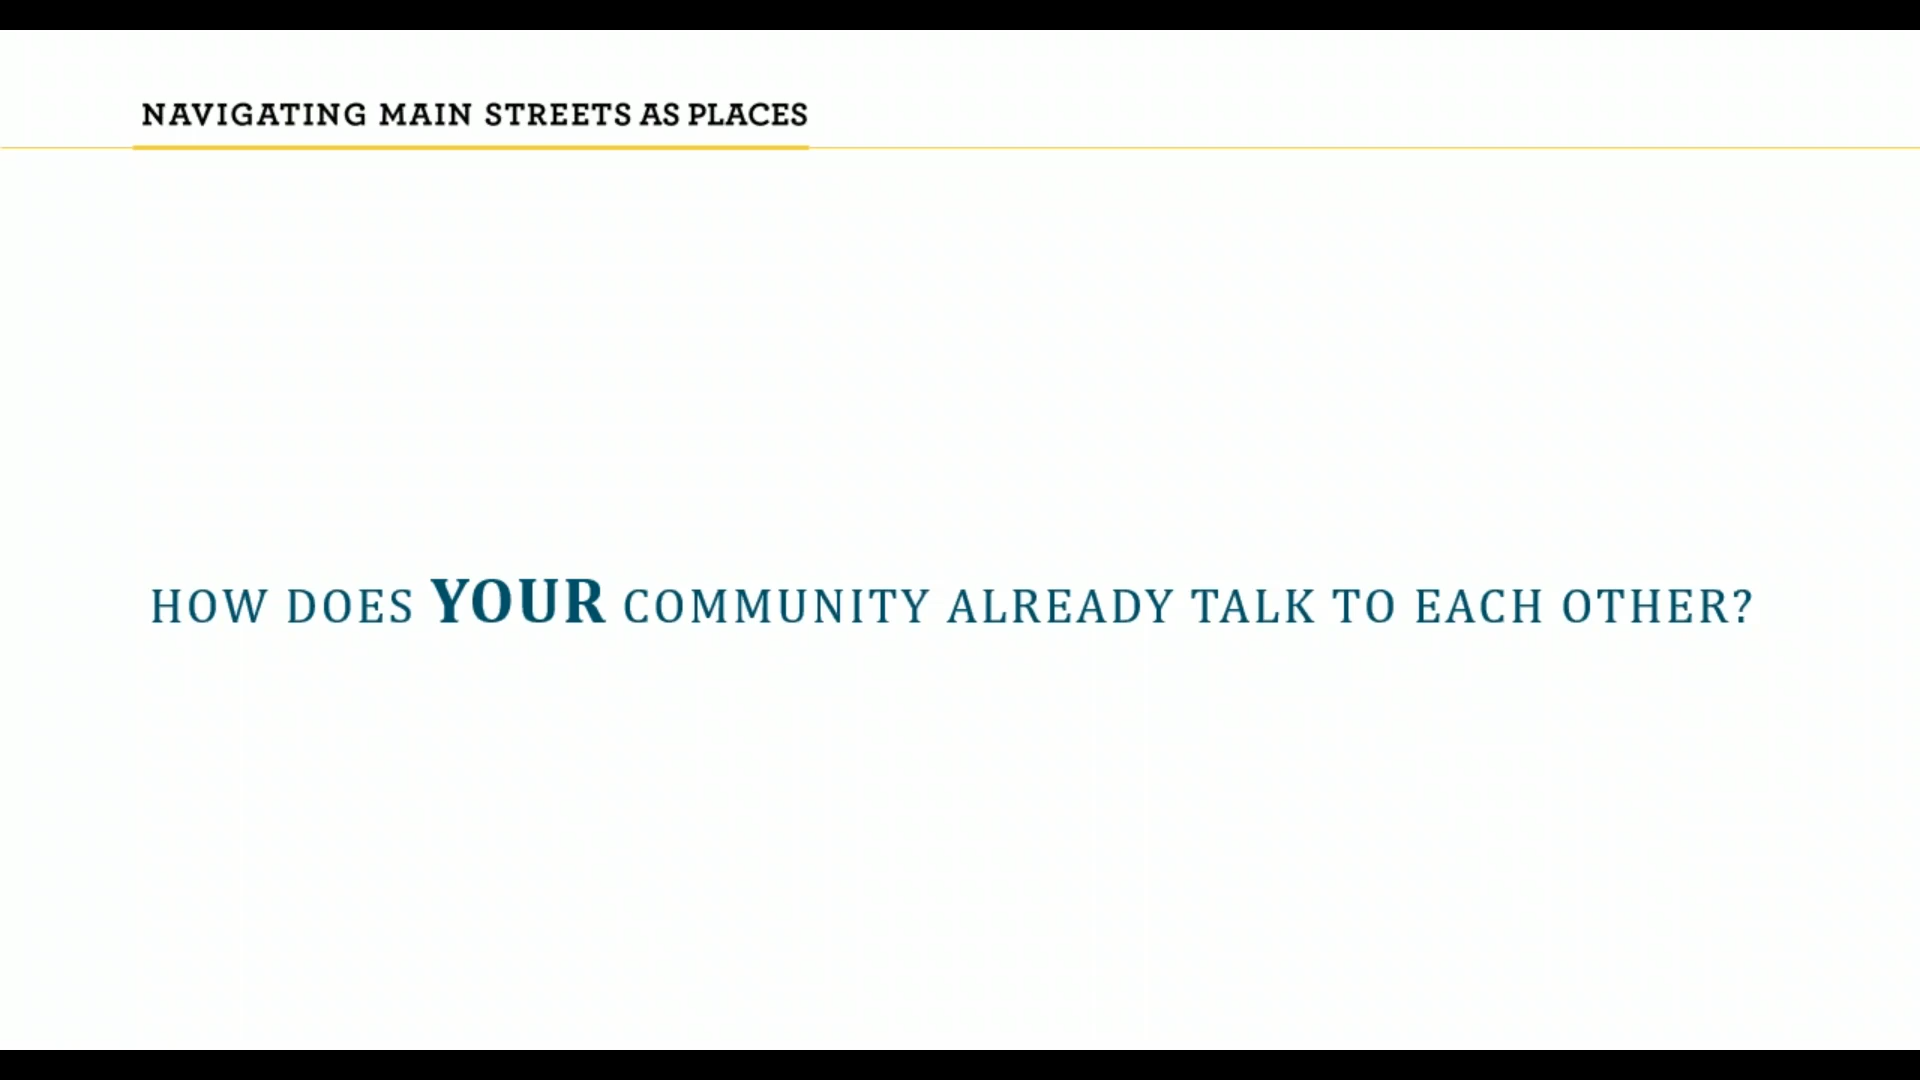 NAVIGATING MAIN STREETS AS PLACES
HOW DOES YOUR COMMUNITY ALREADY TALK TO EACH OTHER?